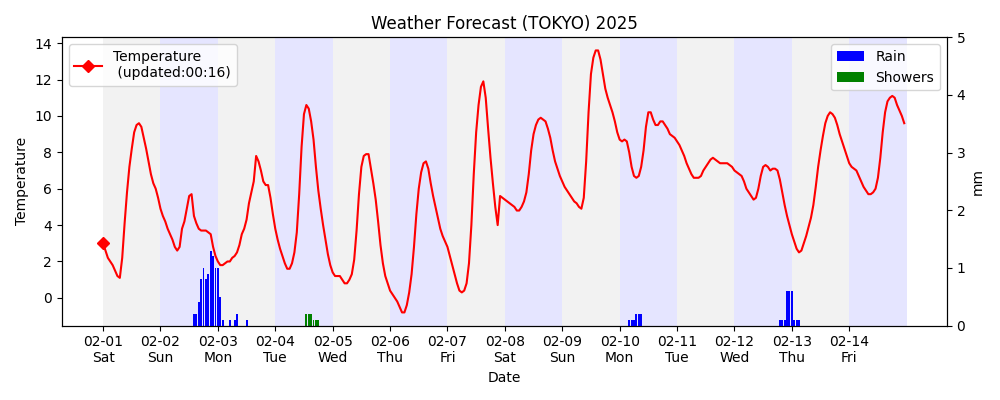 Weather Forecast (TOKYO) 2025
Temperature
(updated:00:16)
Rain
Showers
Temperature
14
12
10
8
6
4
2
0
5
4
3
2
1
0
mm
02-01 02-02 02-03 02-04 02-05 02-06 02-07 02-08 02-09 02-10 02-11 02-12 02-13 02-14
Sat Sun Mon Tue Wed Thu Fri Sat Sun Mon Tue Wed Thu Fri
Date